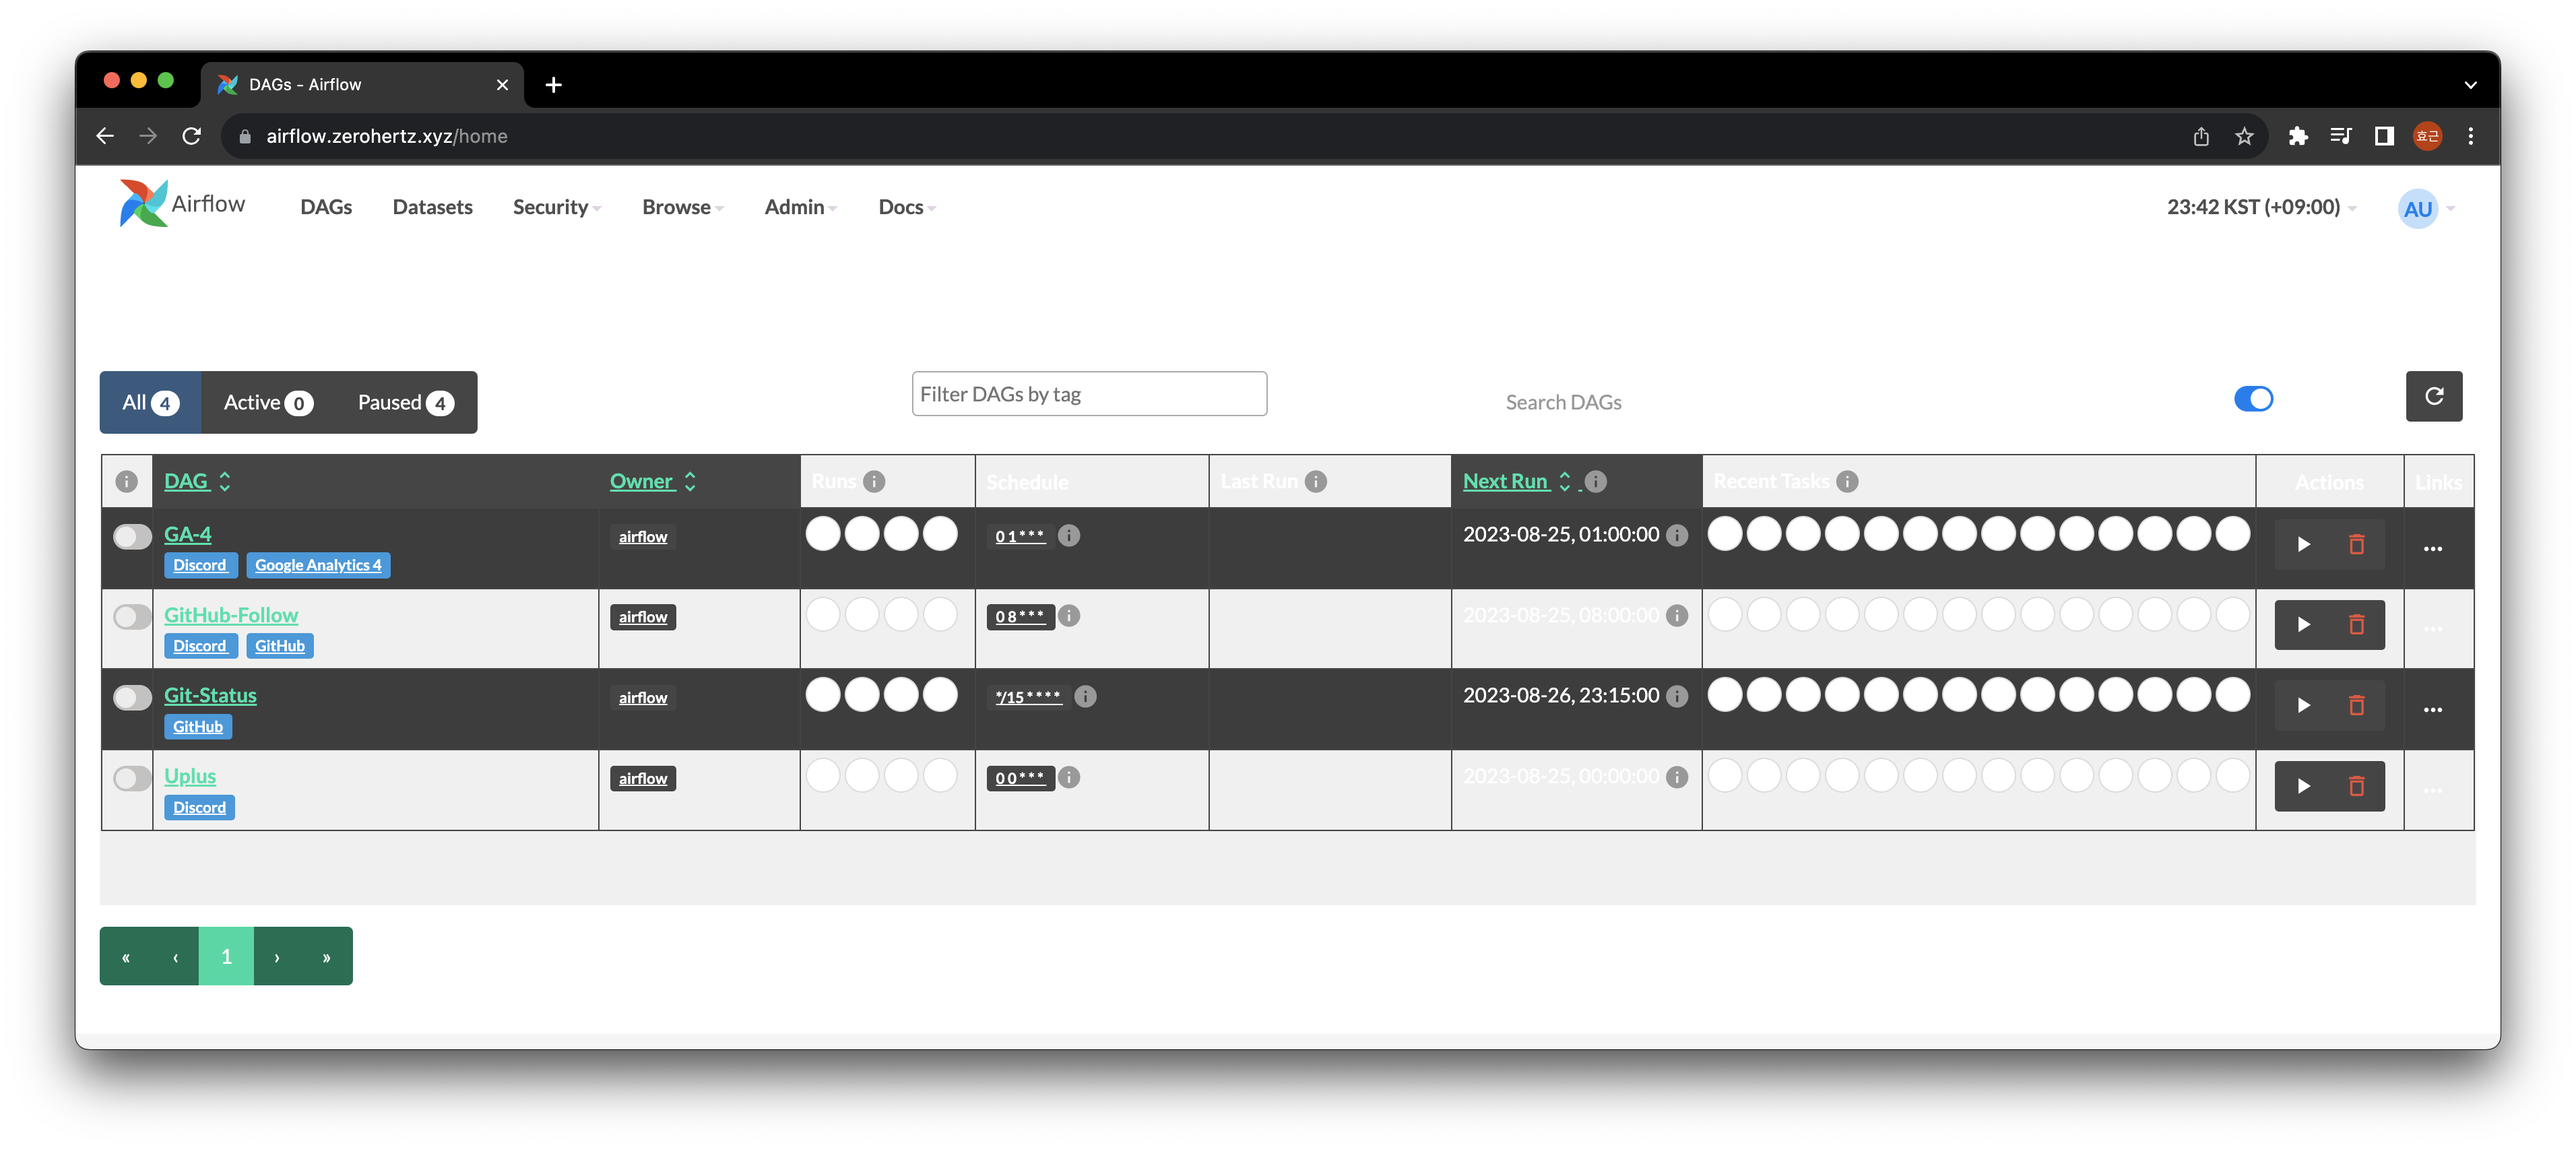 DAGs - Airflow
airflow.zerohertz.xyz/home
효근
Airflow DAGs Datasets Security Browse Admin Docs 23:42 KST (+09:00) AU
All 4 Active 0 Paused 4 Filter DAGs by tag Search DAGs
DAG Owner Runs Schedule Last Run Next Run Recent Tasks Actions Links
GA-4 airflow 0 1 * * * 2023-08-25, 01:00:00
Discord Google Analytics 4
GitHub-Follow airflow 0 8 * * * 2023-08-25, 08:00:00
Discord GitHub
Git-Status airflow */15 * * * * 2023-08-26, 23:15:00
GitHub
Uplus airflow 0 0 * * * 2023-08-25, 00:00:00
Discord
« ‹ 1 › »